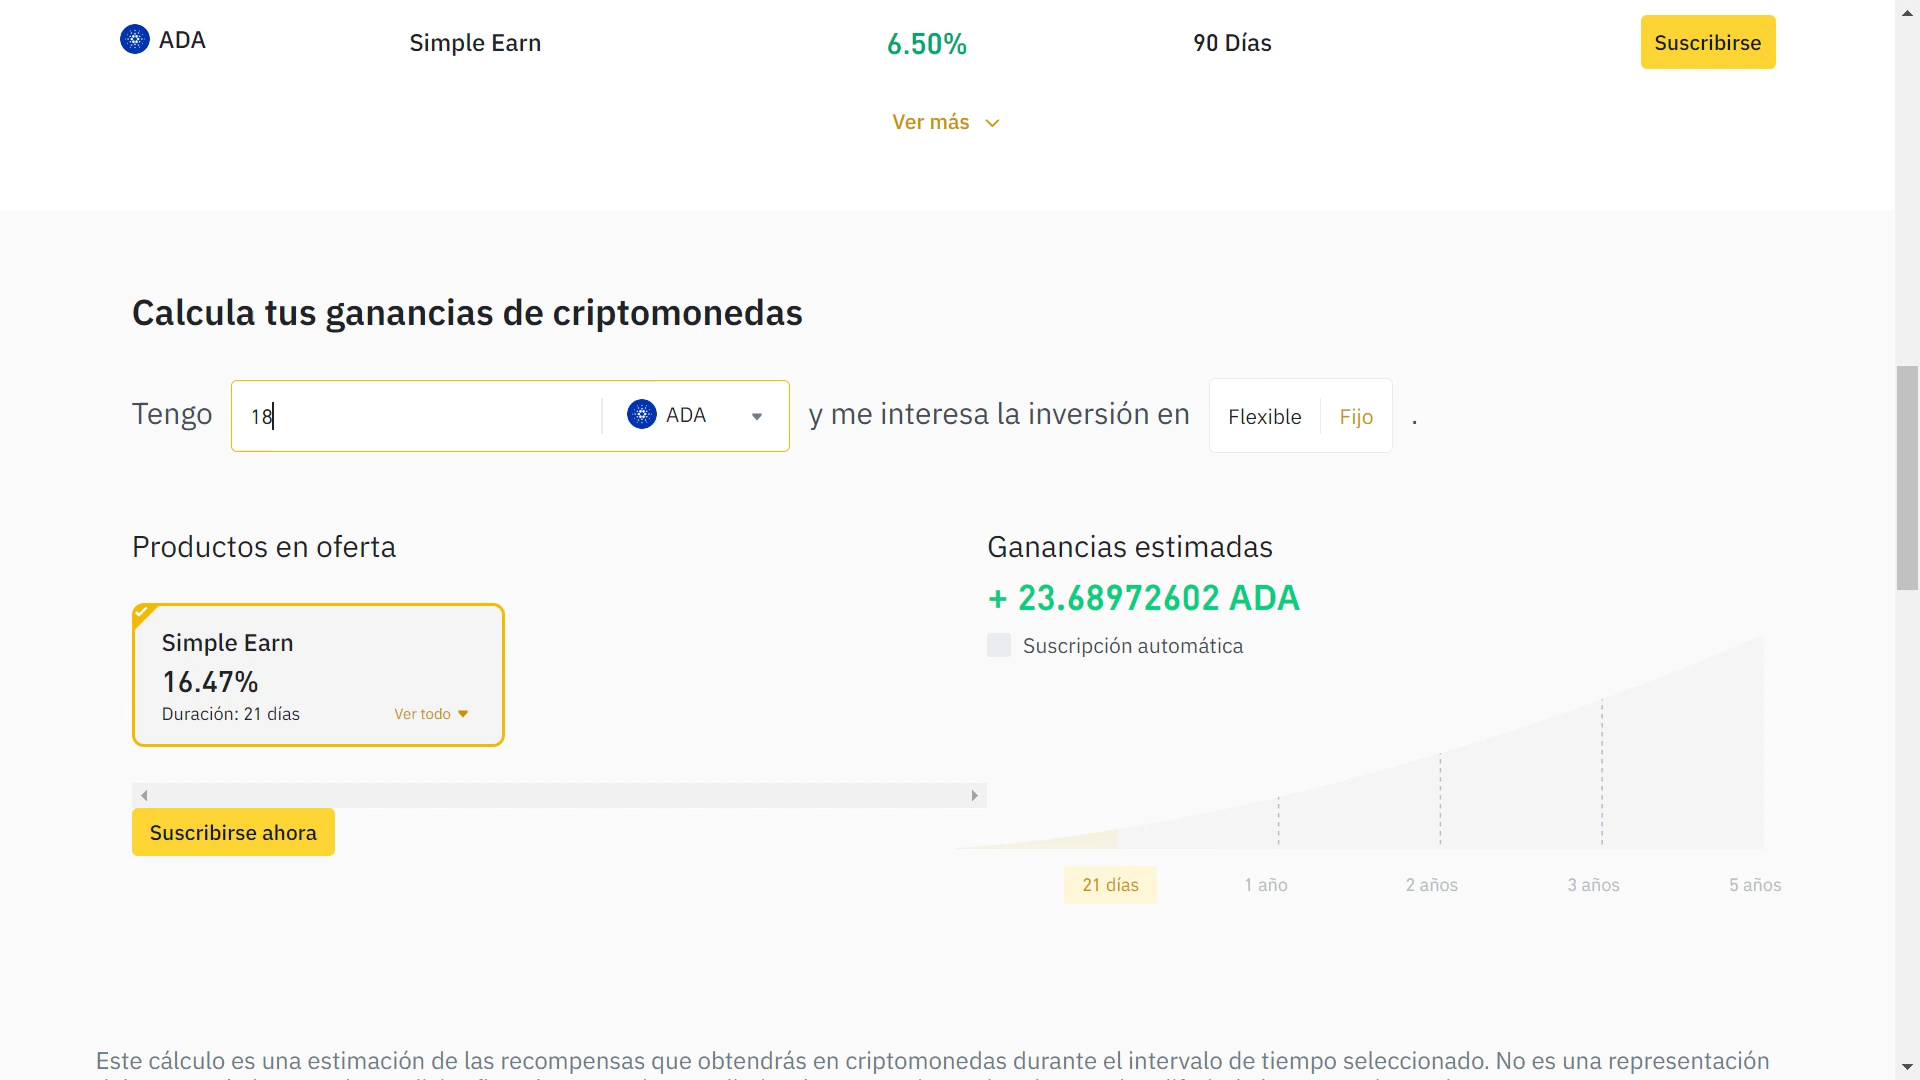 ADA Simple Earn 6.50% 90 Días Suscribirse
Ver más
Calcula tus ganancias de criptomonedas
Tengo 18 ADA y me interesa la inversión en Flexible Fijo .
Productos en oferta
Simple Earn
16.47%
Duración: 21 días Ver todo
Suscribirse ahora
Ganancias estimadas
+ 23.68972602 ADA
Suscripción automática
21 días 1 año 2 años 3 años 5 años
Este cálculo es una estimación de las recompensas que obtendrás en criptomonedas durante el intervalo de tiempo seleccionado. No es una representación